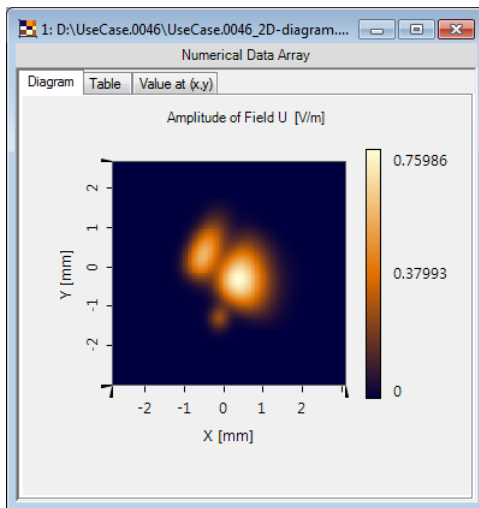 1: D:\UseCase.0046\UseCase.0046_2D-diagram....
Numerical Data Array
Diagram Table Value at (x,y)
Amplitude of Field U [V/m]
0.75986
0.37993
0
Y [mm]
2
1
0
-1
-2
-2 -1 0 1 2
X [mm]